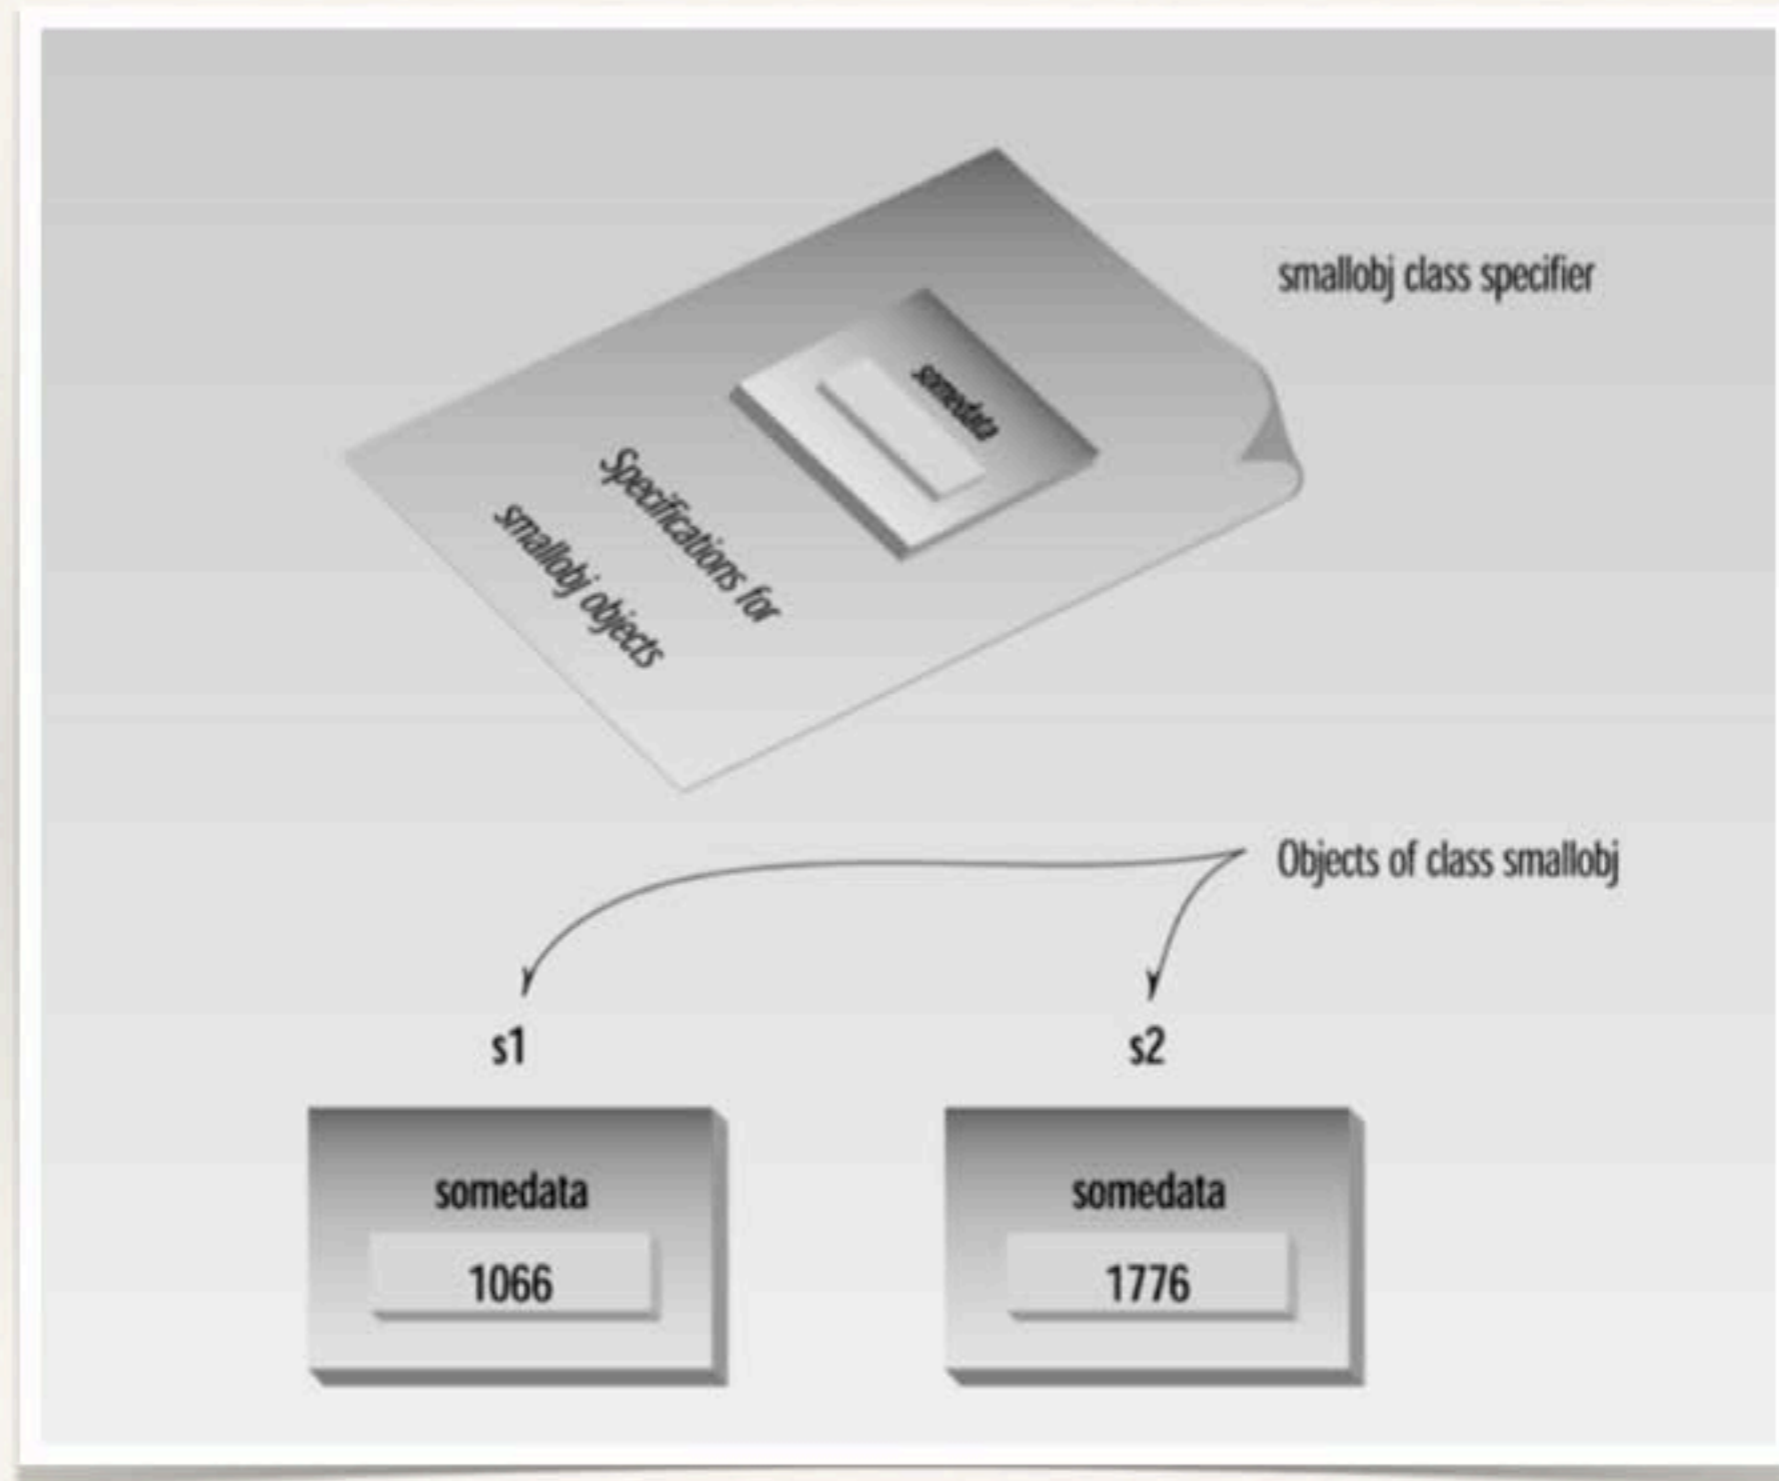 smallobj class specifier
somedata
Specifications for
smallobj objects
Objects of class smallobj
s1
s2
somedata
1066
somedata
1776